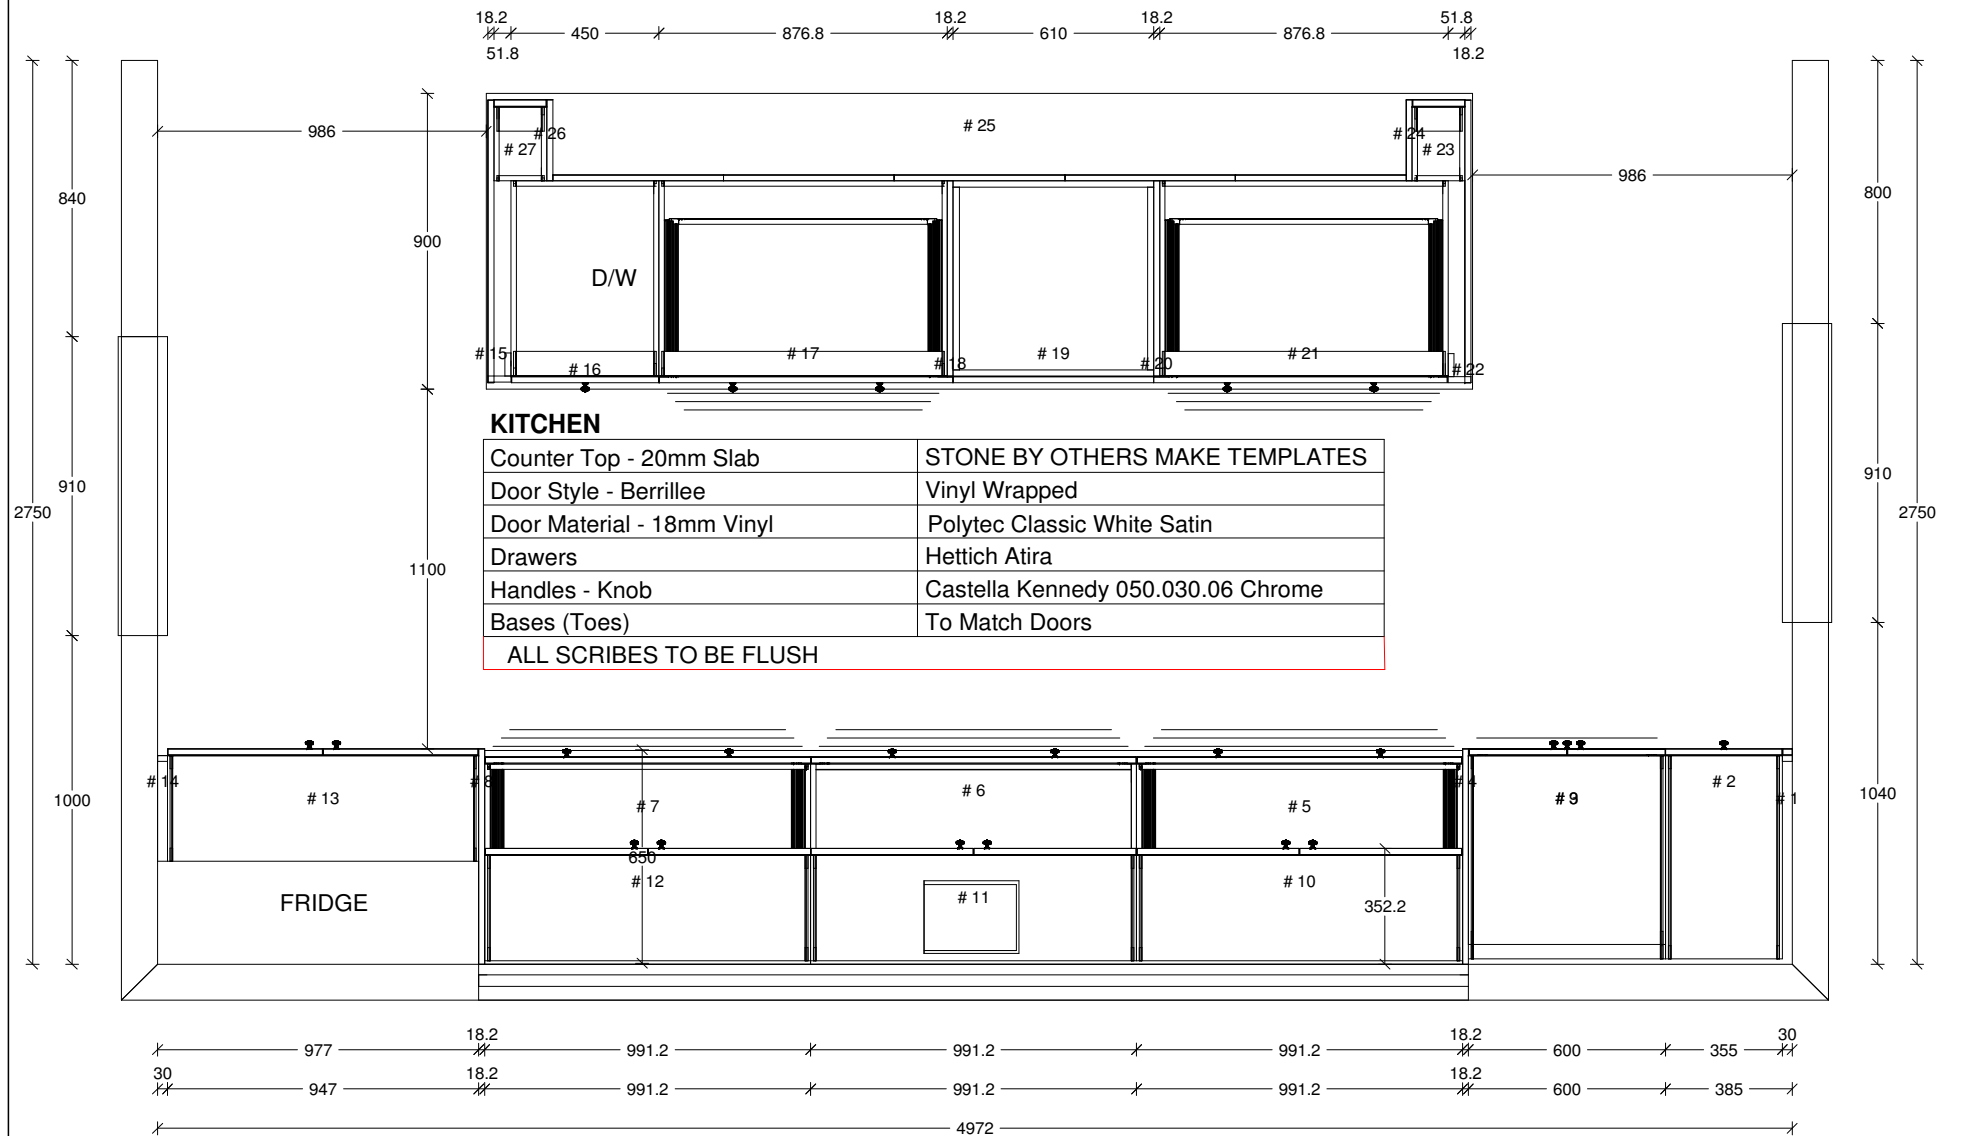 18.2 18.2 18.2 51.8
450 876.8 610 876.8
51.8 18.2
# 25
986 # 26 # 24
# 27 # 23
986
840 800
900
D/W
# 15 # 16 # 17 # 18 # 19 # 20 # 21 # 22
KITCHEN
Counter Top - 20mm Slab STONE BY OTHERS MAKE TEMPLATES
Door Style - Berrillee Vinyl Wrapped
Door Material - 18mm Vinyl Polytec Classic White Satin
Drawers Hettich Atira
Handles - Knob Castella Kennedy 050.030.06 Chrome
Bases (Toes) To Match Doors
ALL SCRIBES TO BE FLUSH
910 910
2750 2750
1100
# 14 # 8 # 4 # 2
# 13 # 7 # 6 # 5 # 9 # 1
1000 1040
650
# 12 # 11 # 10
FRIDGE 352.2
18.2 18.2 30
977 991.2 991.2 991.2 600 355
30 18.2 18.2
947 991.2 991.2 991.2 600 385
4972